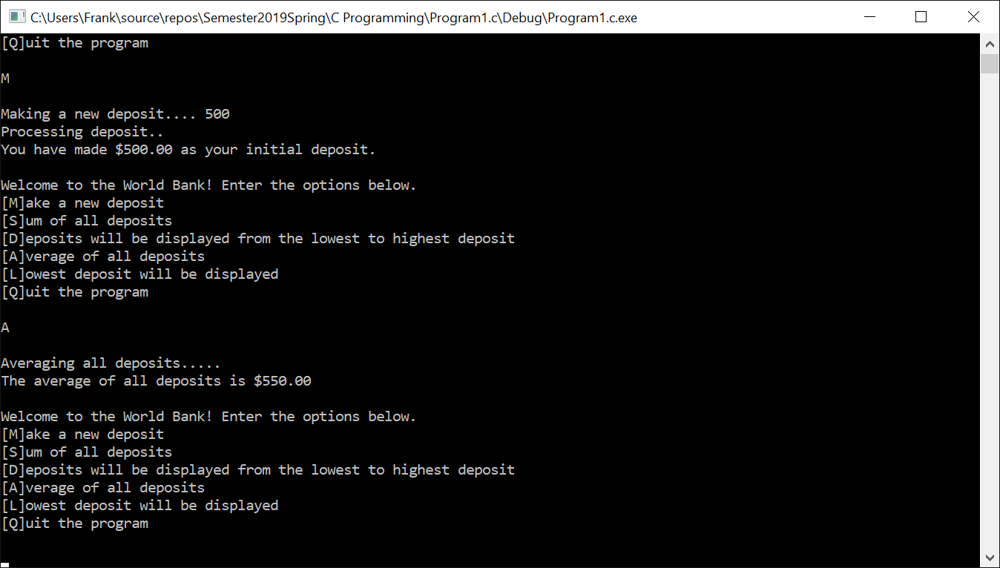 C:\Users\Frank\source\repos\Semester2019Spring\C Programming\Program1.c\Debug\Program1.c.exe
[Q]uit the program
M
Making a new deposit.... 500
Processing deposit..
You have made $500.00 as your initial deposit.
Welcome to the World Bank! Enter the options below.
[M]ake a new deposit
[S]um of all deposits
[D]eposits will be displayed from the lowest to highest deposit
[A]verage of all deposits
[L]owest deposit will be displayed
[Q]uit the program
A
Averaging all deposits.....
The average of all deposits is $550.00
Welcome to the World Bank! Enter the options below.
[M]ake a new deposit
[S]um of all deposits
[D]eposits will be displayed from the lowest to highest deposit
[A]verage of all deposits
[L]owest deposit will be displayed
[Q]uit the program